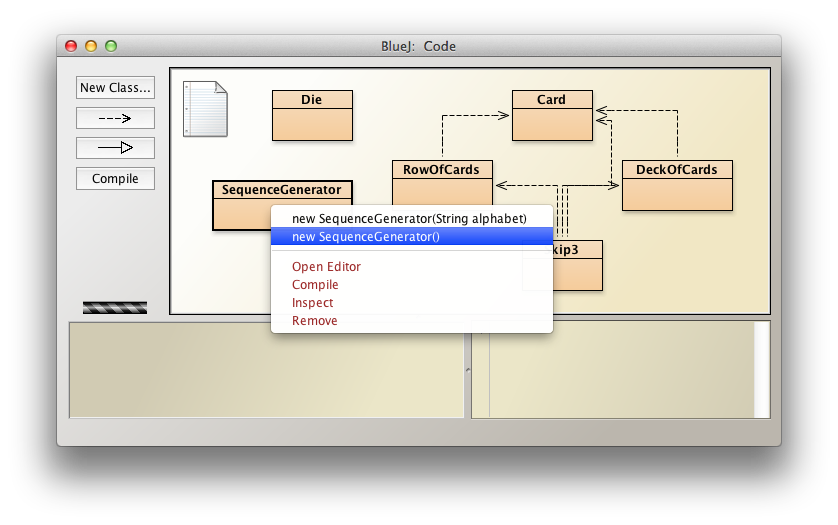 BlueJ: Code
New Class...
Compile
Die
Card
RowOfCards
DeckOfCards
SequenceGenerator
new SequenceGenerator(String alphabet)
new SequenceGenerator()
Open Editor
Compile
Inspect
Remove
kip3